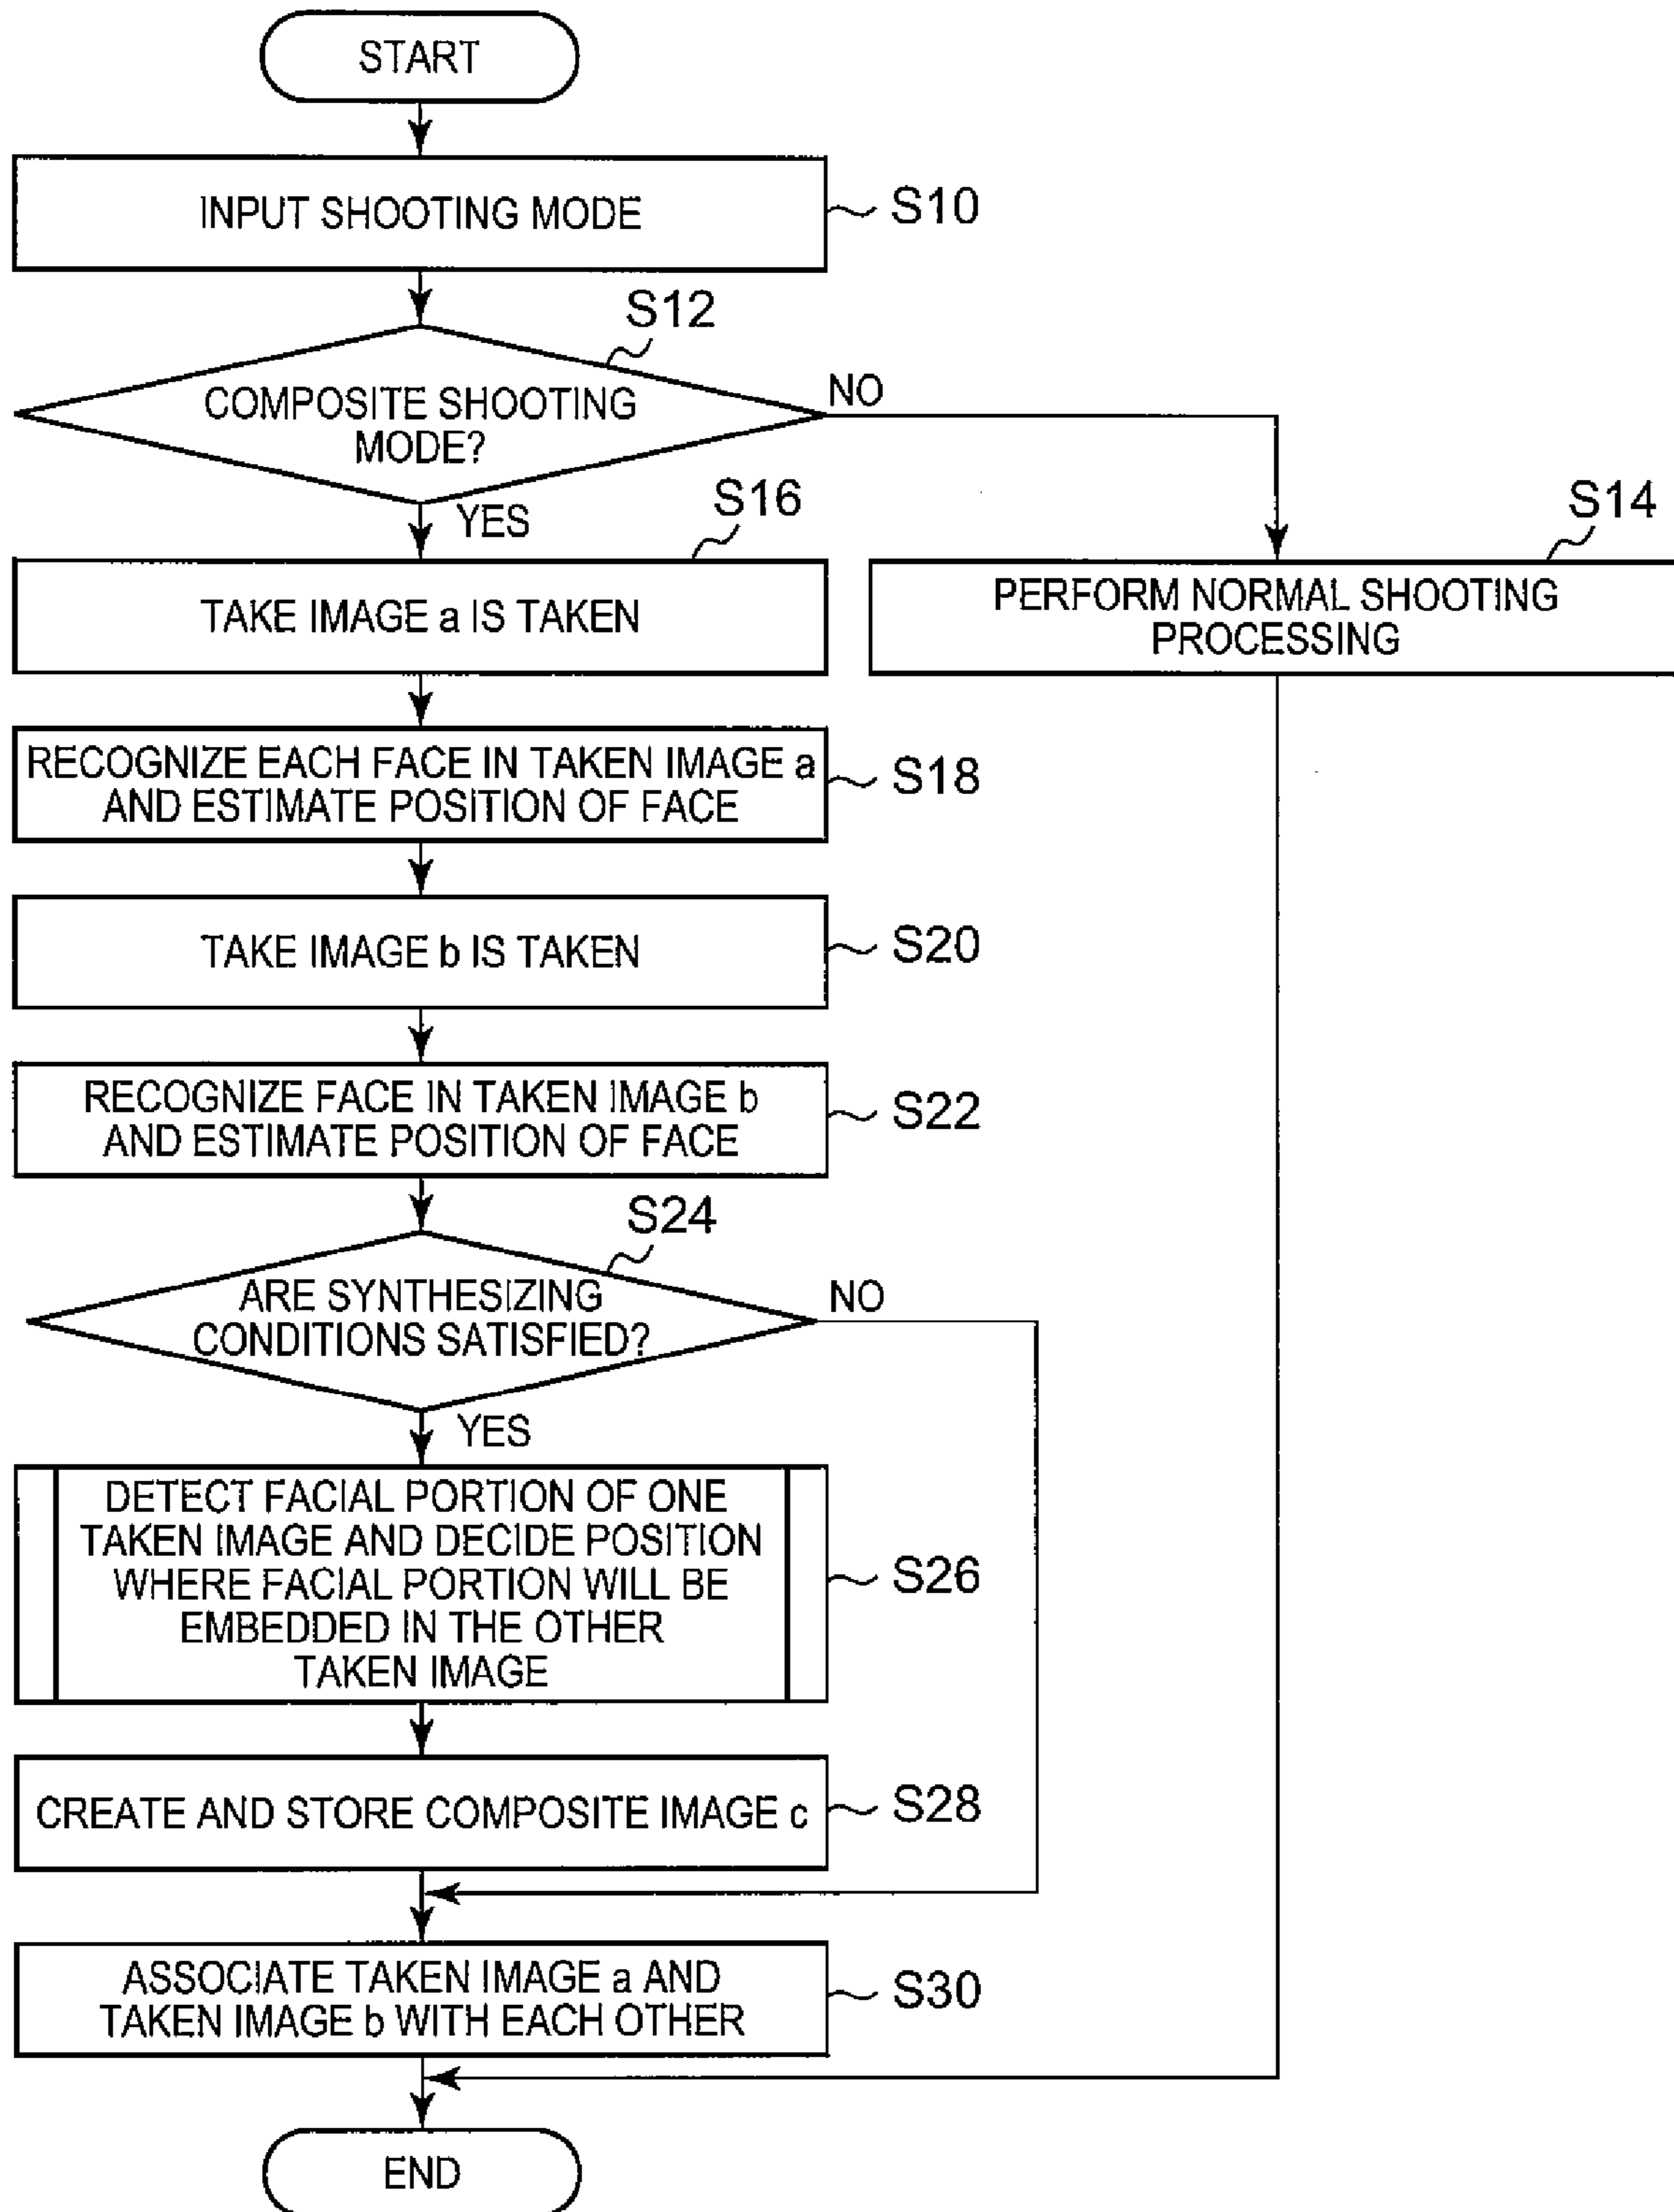 START
INPUT SHOOTING MODE
S10
S12
COMPOSITE SHOOTING
MODE?
NO
YES
S16
TAKE IMAGE a IS TAKEN
S14
PERFORM NORMAL SHOOTING
PROCESSING
RECOGNIZE EACH FACE IN TAKEN IMAGE a
AND ESTIMATE POSITION OF FACE
S18
TAKE IMAGE b IS TAKEN
S20
RECOGNIZE FACE IN TAKEN IMAGE b
AND ESTIMATE POSITION OF FACE
S22
S24
ARE SYNTHESIZING
CONDITIONS SATISFIED?
NO
YES
DETECT FACIAL PORTION OF ONE
TAKEN IMAGE AND DECIDE POSITION
WHERE FACIAL PORTION WILL BE
EMBEDDED IN THE OTHER
TAKEN IMAGE
S26
CREATE AND STORE COMPOSITE IMAGE c
S28
ASSOCIATE TAKEN IMAGE a AND
TAKEN IMAGE b WITH EACH OTHER
S30
END